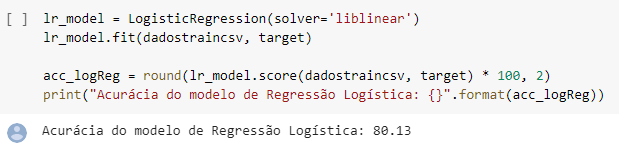 [ ] lr_model = LogisticRegression(solver='liblinear')
lr_model.fit(dadostraincsv, target)
acc_logReg = round(lr_model.score(dadostraincsv, target) * 100, 2)
print("Acurácia do modelo de Regressão Logística: {}".format(acc_logReg))
Acurácia do modelo de Regressão Logística: 80.13